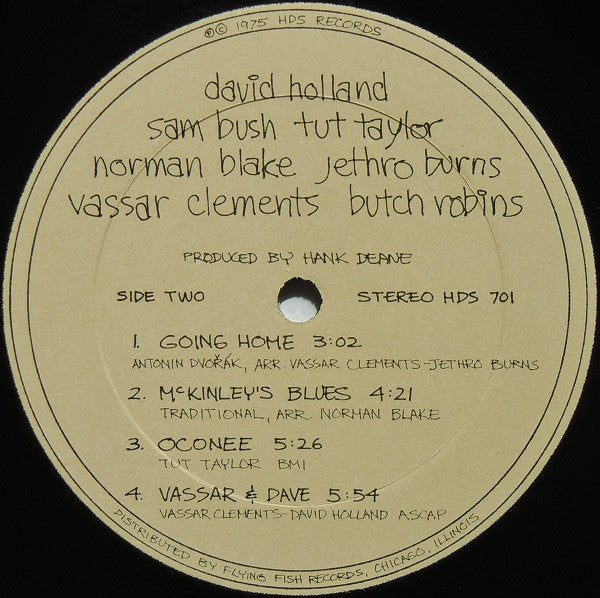 ℗© 1975 HDS RECORDS
david holland
sam bush tut taylor
norman blake jethro burns
vassar clements butch robins
PRODUCED BY HANK DEANE
SIDE TWO STEREO HDS 701
1. GOING HOME 3:02
ANTONIN DVOŘÁK, ARR. VASSAR CLEMENTS-JETHRO BURNS
2. McKINLEY'S BLUES 4:21
TRADITIONAL, ARR. NORMAN BLAKE
3. OCONEE 5:26
TUT TAYLOR BMI
4. VASSAR & DAVE 5:54
VASSAR CLEMENTS-DAVID HOLLAND ASCAP
DISTRIBUTED BY FLYING FISH RECORDS, CHICAGO, ILLINOIS